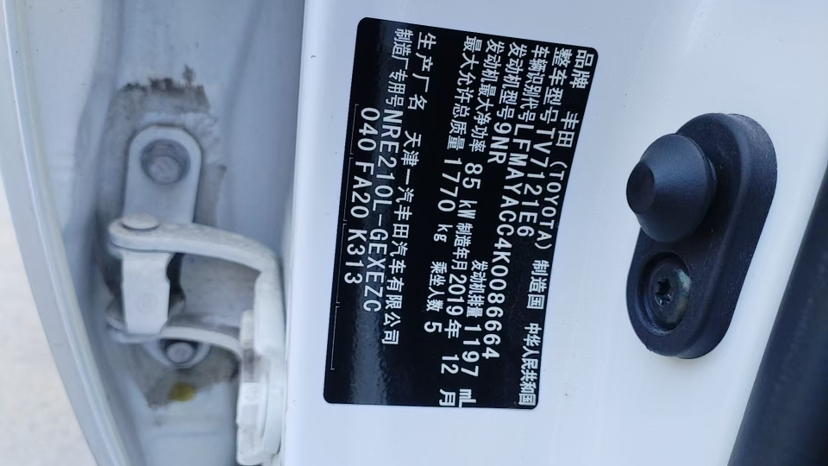 品牌 丰田（TOYOTA） 制造国 中华人民共和国
整车型号 TV7121E6
车辆识别代号 LFMAYACC4K0086664
发动机型号 9NR 发动机排量 1197 mL
发动机最大净功率 85 kW 制造年月 2019 年 12 月
最大允许总质量 1770 kg 乘坐人数 5
生产厂名 天津一汽丰田汽车有限公司
制造厂专用号 NRE210L-GEXEZC
040 FA20 K313